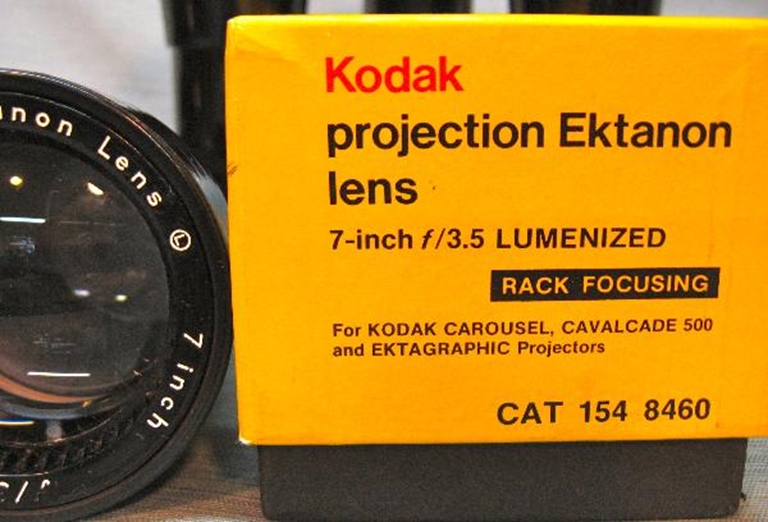 Kodak
projection Ektanon
lens
7-inch f/3.5 LUMENIZED
RACK FOCUSING
For KODAK CAROUSEL, CAVALCADE 500
and EKTAGRAPHIC Projectors
CAT 154 8460
Lens Ⓛ 7 inch